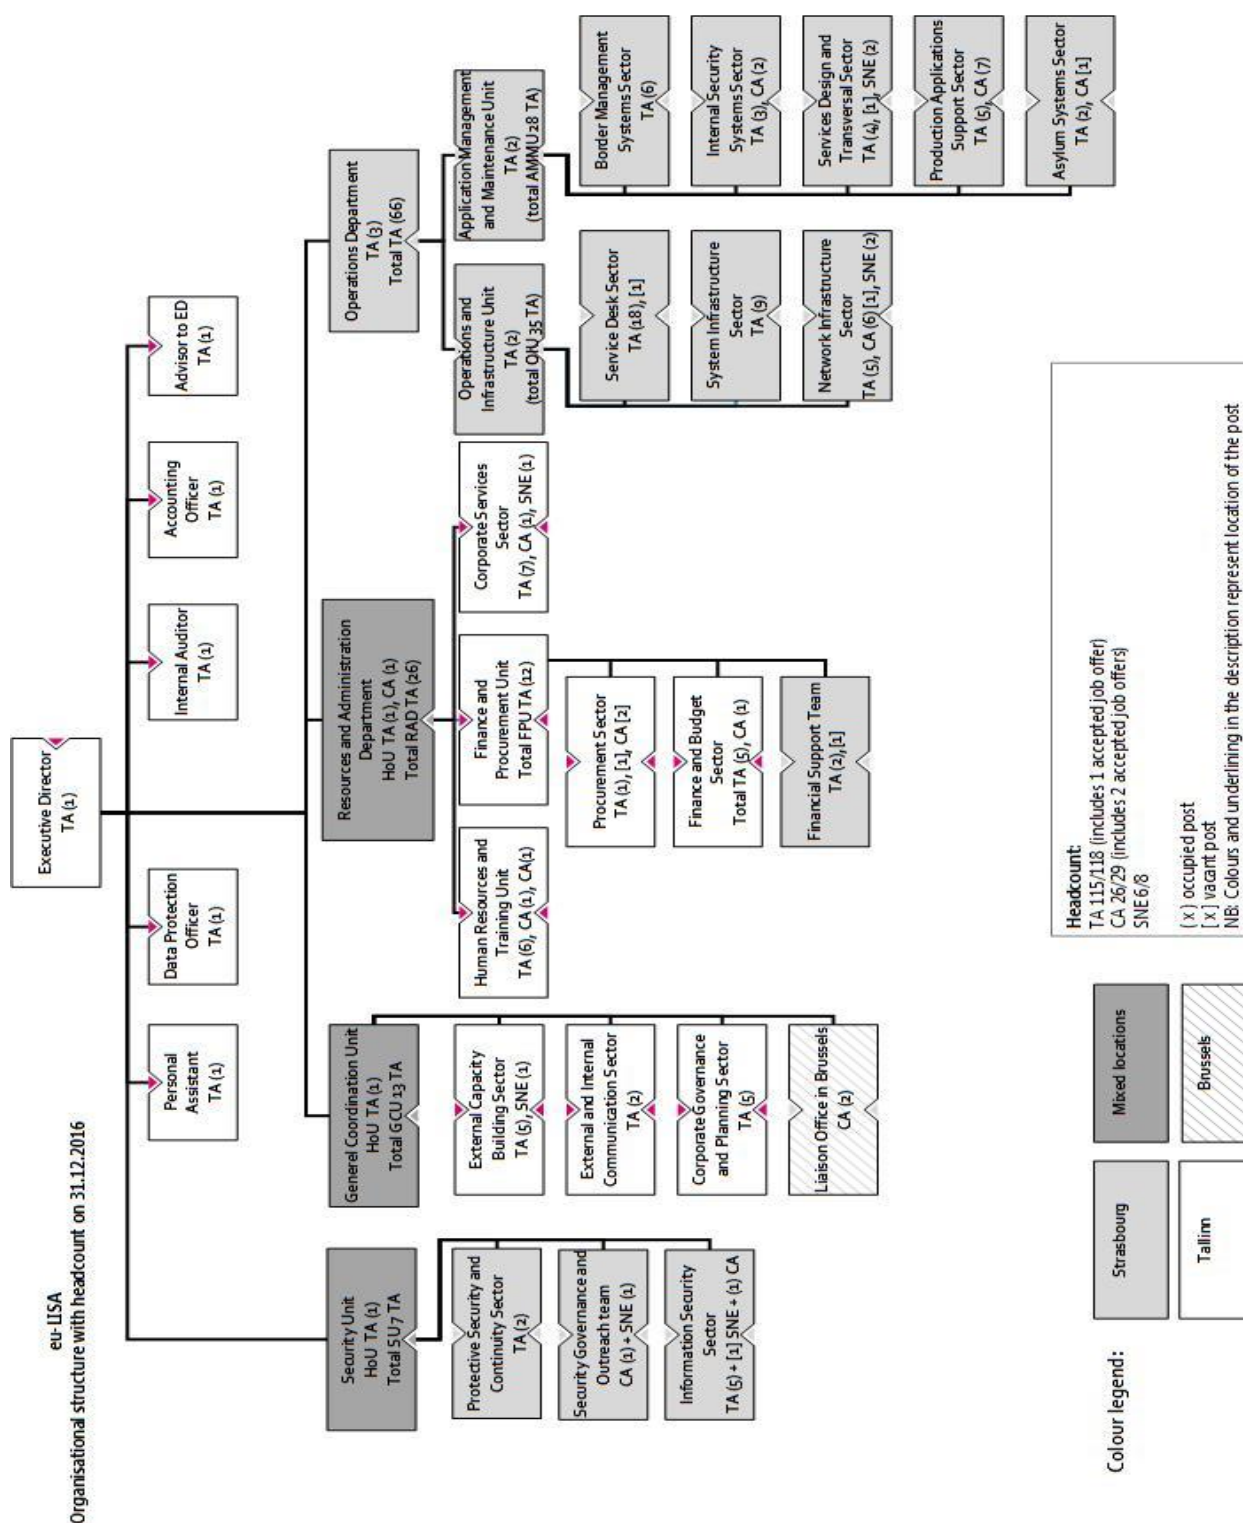 eu-LISA
Organisational structure with headcount on 31.12.2016
Executive Director
TA (1)
Personal
Assistant
TA (1)
Data Protection
Officer
TA (1)
Internal Auditor
TA (1)
Accounting
Officer
TA (1)
Advisor to ED
TA (1)
Security Unit
HoU TA (1)
Total SU 7 TA
Protective Security and
Continuity Sector
TA (2)
Security Governance and
Outreach team
CA (1) + SNE (1)
Information Security
Sector
TA (5) + [1] SNE + (1) CA
Generel Coordination Unit
HoU TA (1)
Total GCU 13 TA
External Capacity
Building Sector
TA (5), SNE (1)
External and Internal
Communication Sector
TA (2)
Corporate Governance
and Planning Sector
TA (5)
Liaison Office in Brussels
CA (2)
Resources and Administration
Department
HoU TA (1), CA (1)
Total RAD TA (26)
Human Resources and
Training Unit
TA (6), CA (1), CA(1)
Finance and
Procurement Unit
Total FPU TA (12)
Corporate Services
Sector
TA (7), CA (1), SNE (1)
Procurement Sector
TA (1), [1], CA [2]
Finance and Budget
Sector
Total TA (5), CA (1)
Financial Support Team
TA (2),[1]
Operations Department
TA (3)
Total TA (66)
Operations and
Infrastructure Unit
TA (2)
(total OIU 35 TA)
Application Management
and Maintenance Unit
TA (2)
(total AMMU 28 TA)
Service Desk Sector
TA (18), [1]
System Infrastructure
Sector
TA (9)
Network Infrastructure
Sector
TA (5), CA (6) [1], SNE (2)
Border Management
Systems Sector
TA (6)
Internal Security
Systems Sector
TA (3), CA (2)
Services Design and
Transversal Sector
TA (4), [1], SNE (2)
Production Applications
Support Sector
TA (5), CA (7)
Asylum Systems Sector
TA (2), CA [1]
Colour legend:
Strasbourg
Mixed locations
Tallinn
Brussels
Headcount:
TA 115/118 (includes 1 accepted job offer)
CA 26/29 (includes 2 accepted job offers)
SNE 6/8
( x ) occupied post
[ x ] vacant post
NB: Colours and underlining in the description represent location of the post